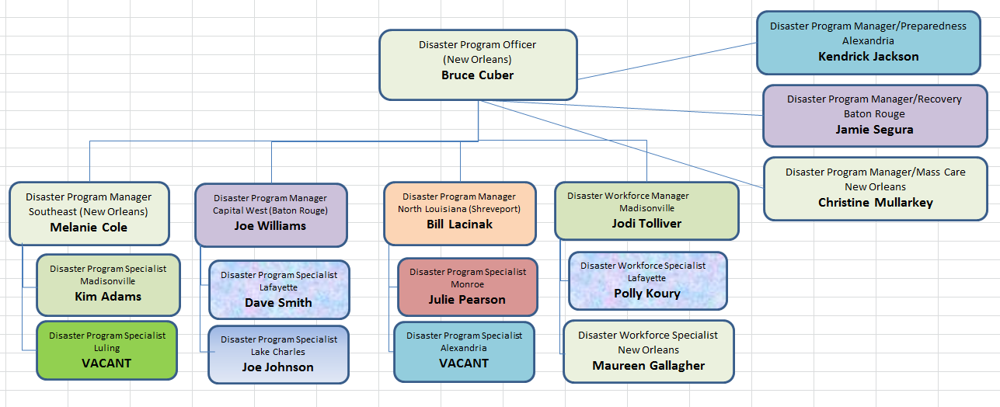 Disaster Program Officer
(New Orleans)
Bruce Cuber
Disaster Program Manager/Preparedness
Alexandria
Kendrick Jackson
Disaster Program Manager/Recovery
Baton Rouge
Jamie Segura
Disaster Program Manager/Mass Care
New Orleans
Christine Mullarkey
Disaster Program Manager
Southeast (New Orleans)
Melanie Cole
Disaster Program Manager
Capital West (Baton Rouge)
Joe Williams
Disaster Program Manager
North Louisiana (Shreveport)
Bill Lacinak
Disaster Workforce Manager
Madisonville
Jodi Tolliver
Disaster Program Specialist
Madisonville
Kim Adams
Disaster Program Specialist
Lafayette
Dave Smith
Disaster Program Specialist
Monroe
Julie Pearson
Disaster Workforce Specialist
Lafayette
Polly Koury
Disaster Program Specialist
Luling
VACANT
Disaster Program Specialist
Lake Charles
Joe Johnson
Disaster Program Specialist
Alexandria
VACANT
Disaster Workforce Specialist
New Orleans
Maureen Gallagher